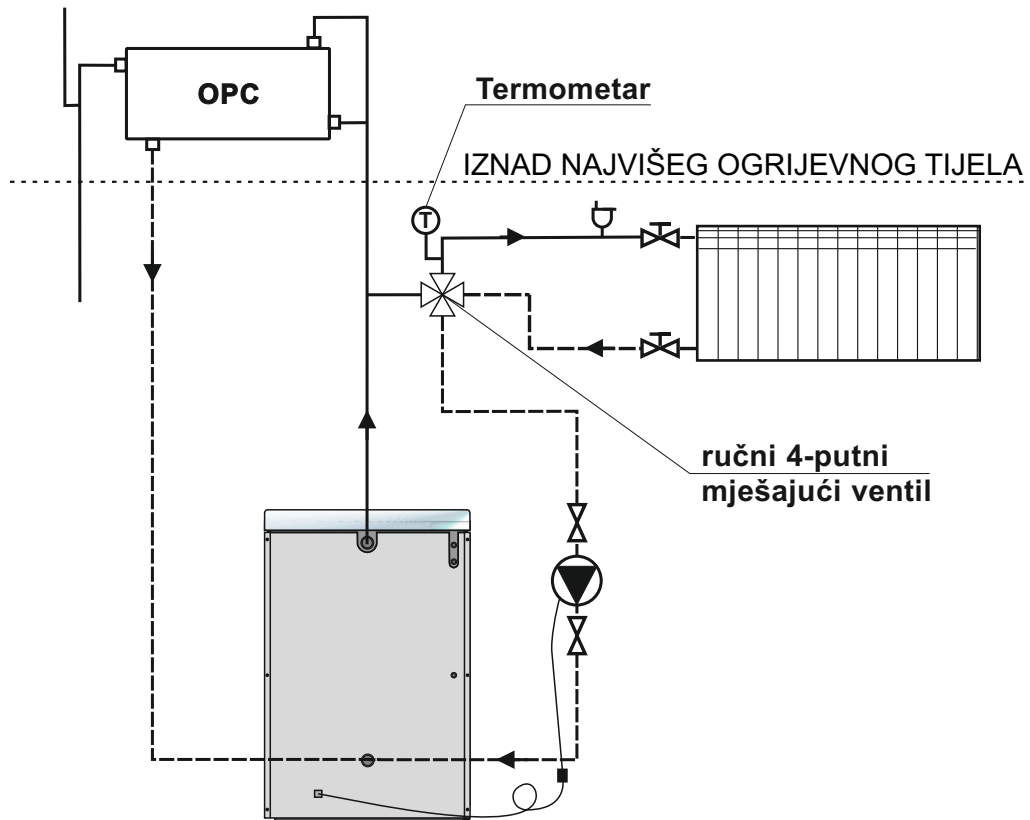 OPC
Termometar
IZNAD NAJVIŠEG OGRIJEVNOG TIJELA
T
ručni 4-putni
mješajući ventil